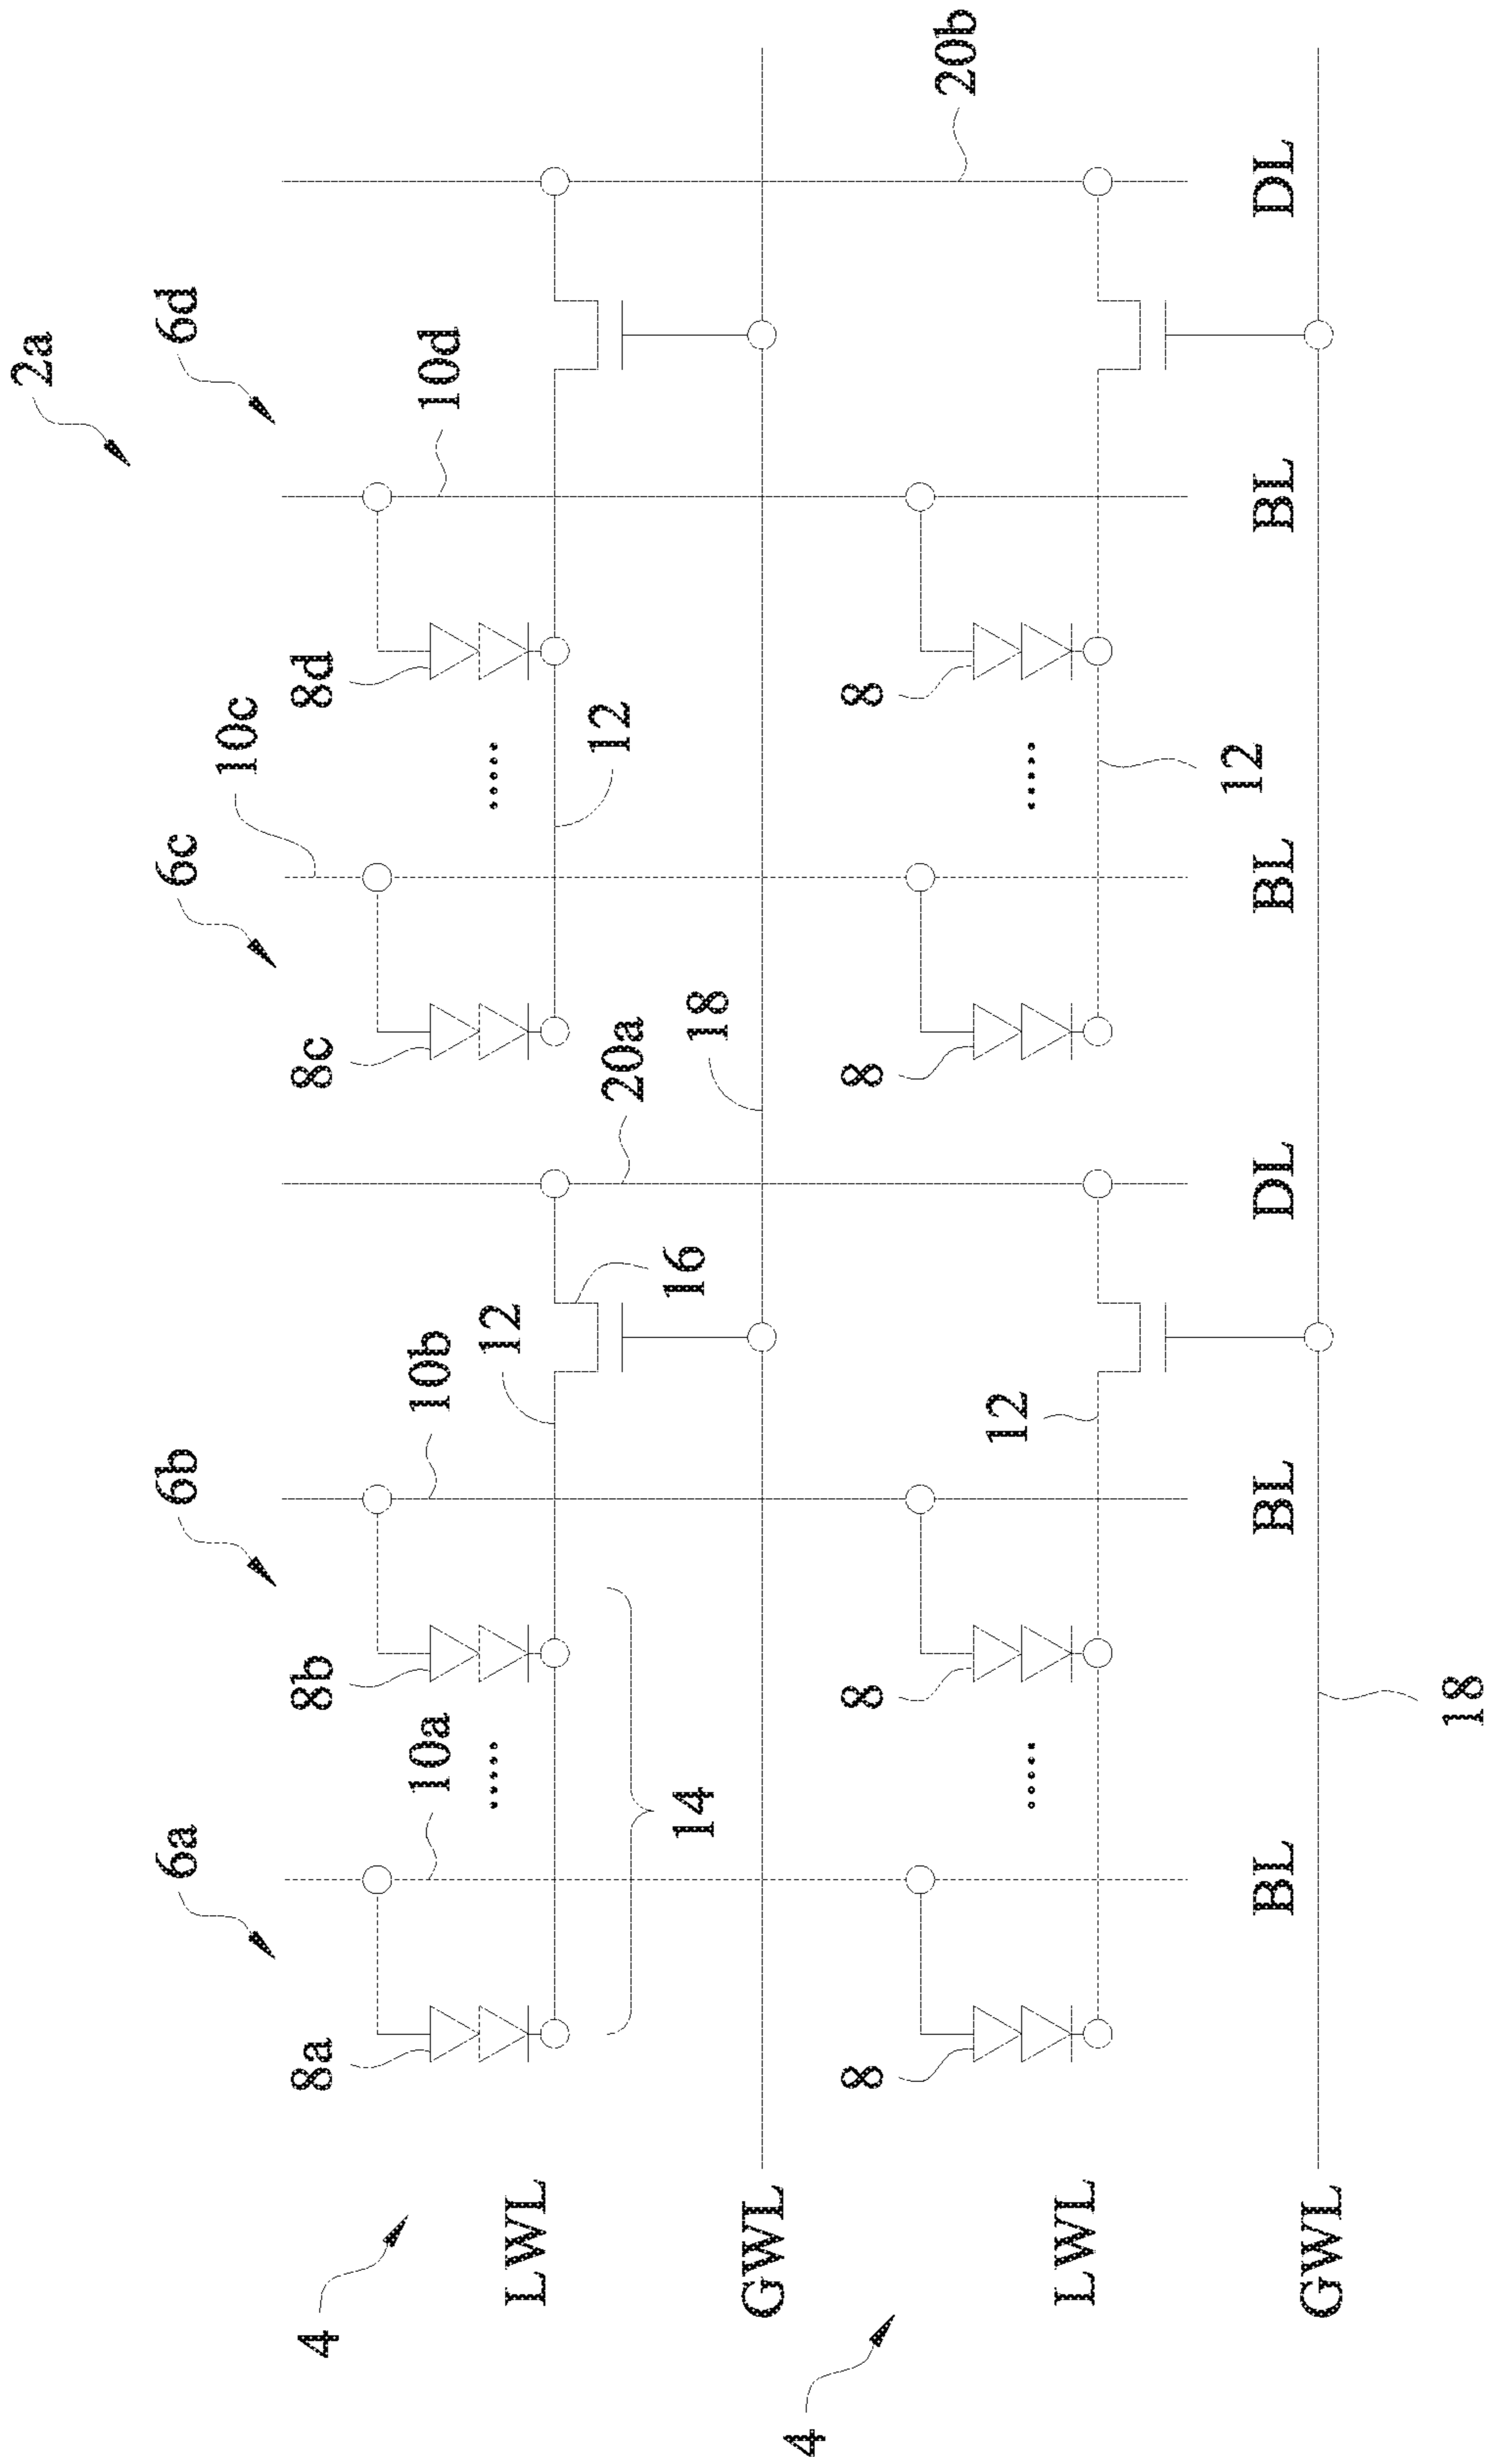 2a
6a
6b
6c
6d
4
8a
10a
8b
10b
8c
10c
8d
10d
.....
.....
LWL
12
12
14
16
20a
20b
GWL
18
4
8
8
8
8
.....
.....
LWL
12
12
BL
BL
DL
BL
BL
DL
GWL
18